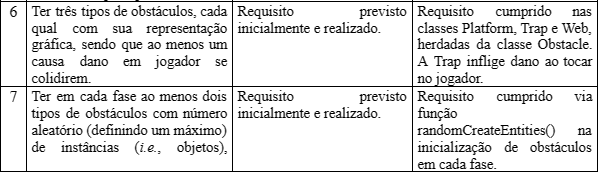 6 Ter três tipos de obstáculos, cada Requisito previsto Requisito cumprido nas
qual com sua representação inicialmente e realizado. classes Platform, Trap e Web,
gráfica, sendo que ao menos um herdadas da classe Obstacle.
causa dano em jogador se A Trap inflige dano ao tocar
colidirem. no jogador.
7 Ter em cada fase ao menos dois Requisito previsto Requisito cumprido via
tipos de obstáculos com número inicialmente e realizado. função
aleatório (definindo um máximo) randomCreateEntities() na
de instâncias (i.e., objetos), inicialização de obstáculos
em cada fase.